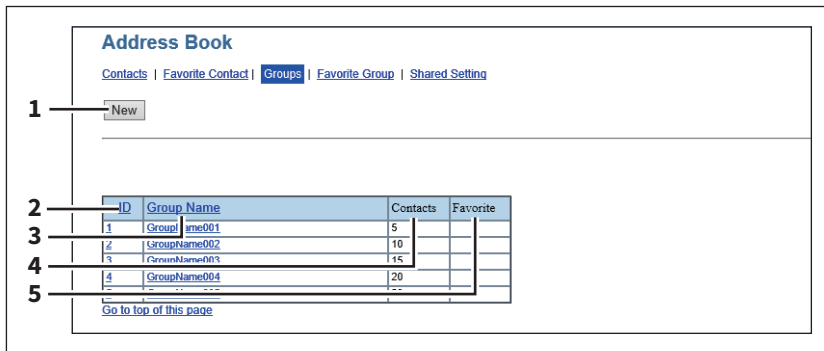 Address Book
Contacts | Favorite Contact | Groups | Favorite Group | Shared Setting
1 New
2 ID Group Name Contacts Favorite
3 1 GroupName001 5
2 GroupName002 10
4 3 GroupName003 15
4 GroupName004 20
5
Go to top of this page